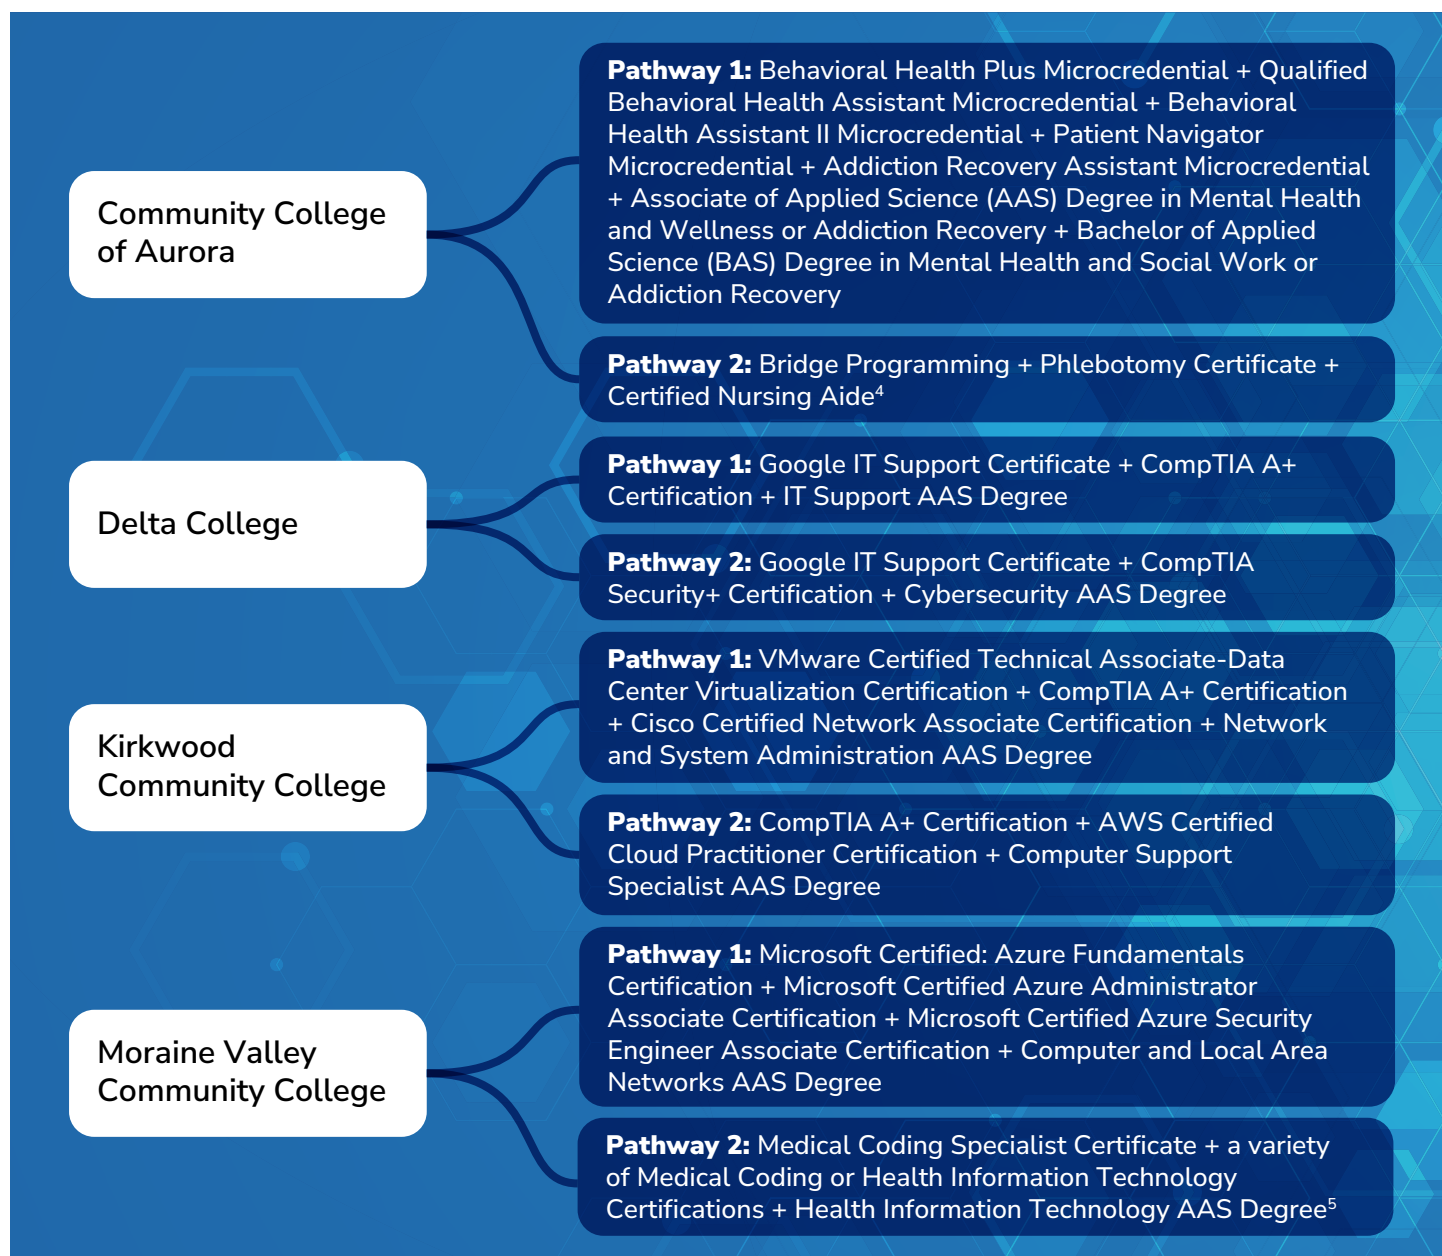 Community College
of Aurora
Pathway 1: Behavioral Health Plus Microcredential + Qualified
Behavioral Health Assistant Microcredential + Behavioral
Health Assistant II Microcredential + Patient Navigator
Microcredential + Addiction Recovery Assistant Microcredential
+ Associate of Applied Science (AAS) Degree in Mental Health
and Wellness or Addiction Recovery + Bachelor of Applied
Science (BAS) Degree in Mental Health and Social Work or
Addiction Recovery
Pathway 2: Bridge Programming + Phlebotomy Certificate +
Certified Nursing Aide⁴
Delta College
Pathway 1: Google IT Support Certificate + CompTIA A+
Certification + IT Support AAS Degree
Pathway 2: Google IT Support Certificate + CompTIA
Security+ Certification + Cybersecurity AAS Degree
Kirkwood
Community College
Pathway 1: VMware Certified Technical Associate-Data
Center Virtualization Certification + CompTIA A+ Certification
+ Cisco Certified Network Associate Certification + Network
and System Administration AAS Degree
Pathway 2: CompTIA A+ Certification + AWS Certified
Cloud Practitioner Certification + Computer Support
Specialist AAS Degree
Moraine Valley
Community College
Pathway 1: Microsoft Certified: Azure Fundamentals
Certification + Microsoft Certified Azure Administrator
Associate Certification + Microsoft Certified Azure Security
Engineer Associate Certification + Computer and Local Area
Networks AAS Degree
Pathway 2: Medical Coding Specialist Certificate + a variety
of Medical Coding or Health Information Technology
Certifications + Health Information Technology AAS Degree⁵